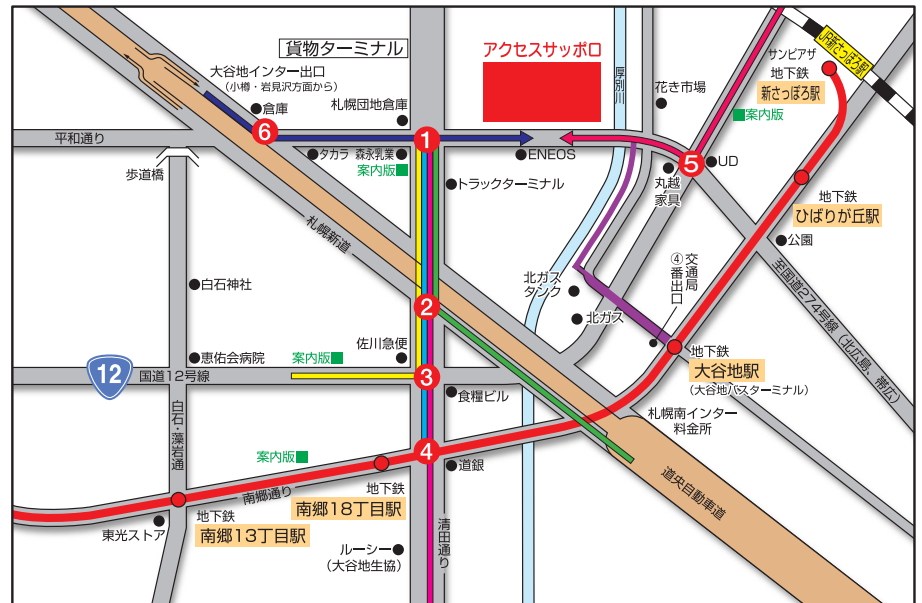 貨物ターミナル
アクセスサッポロ
JR新さっぽろ駅
サンピアザ
地下鉄
新さっぽろ駅
大谷地インター出口
(小樽・岩見沢方面から)
倉庫
札幌団地倉庫
厚別川
花き市場
案内版
平和通り
6
1
5
タカラ
森永乳業
案内版
ENEOS
UD
歩道橋
トラックターミナル
丸越
家具
地下鉄
ひばりが丘駅
札幌新道
公園
交通局
④番出口
至国道274号線(北広島、帯広)
白石神社
北ガス
タンク
2
北ガス
佐川急便
恵佑会病院
案内版
地下鉄
大谷地駅
(大谷地バスターミナル)
12
国道12号線
3
食糧ビル
札幌南インター
料金所
白石・藻岩通
案内版
4
道銀
道央自動車道
南郷通り
地下鉄
南郷18丁目駅
地下鉄
南郷13丁目駅
東光ストア
ルーシー
(大谷地生協)
清田通り